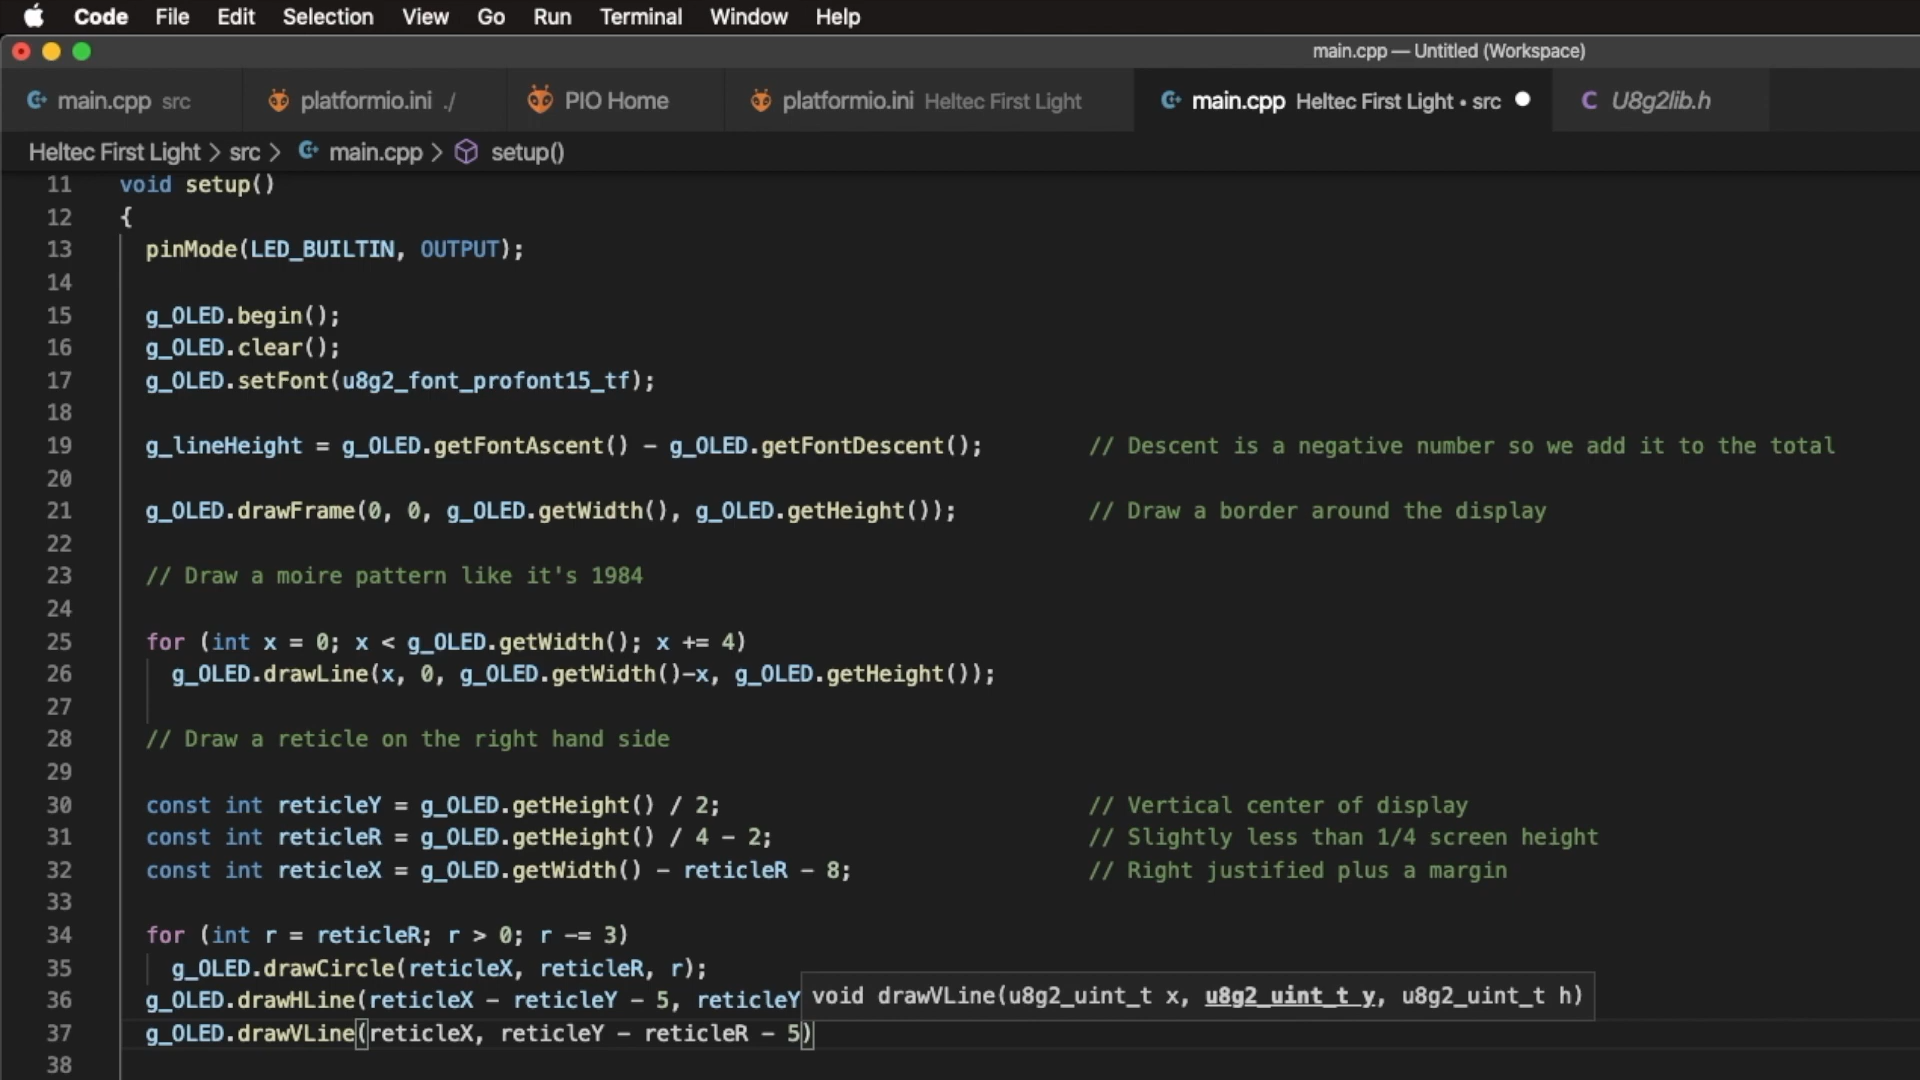 Code File Edit Selection View Go Run Terminal Window Help
main.cpp — Untitled (Workspace)
main.cpp src platformio.ini ./ PIO Home platformio.ini Heltec First Light main.cpp Heltec First Light • src U8g2lib.h
Heltec First Light > src > main.cpp > setup()
11 void setup()
12 {
13 pinMode(LED_BUILTIN, OUTPUT);
14
15 g_OLED.begin();
16 g_OLED.clear();
17 g_OLED.setFont(u8g2_font_profont15_tf);
18
19 g_lineHeight = g_OLED.getFontAscent() - g_OLED.getFontDescent(); // Descent is a negative number so we add it to the total
20
21 g_OLED.drawFrame(0, 0, g_OLED.getWidth(), g_OLED.getHeight()); // Draw a border around the display
22
23 // Draw a moire pattern like it's 1984
24
25 for (int x = 0; x < g_OLED.getWidth(); x += 4)
26 g_OLED.drawLine(x, 0, g_OLED.getWidth()-x, g_OLED.getHeight());
27
28 // Draw a reticle on the right hand side
29
30 const int reticleY = g_OLED.getHeight() / 2; // Vertical center of display
31 const int reticleR = g_OLED.getHeight() / 4 - 2; // Slightly less than 1/4 screen height
32 const int reticleX = g_OLED.getWidth() - reticleR - 8; // Right justified plus a margin
33
34 for (int r = reticleR; r > 0; r -= 3)
35 g_OLED.drawCircle(reticleX, reticleR, r);
36 g_OLED.drawHLine(reticleX - reticleY - 5, reticleY void drawVLine(u8g2_uint_t x, u8g2_uint_t y, u8g2_uint_t h)
37 g_OLED.drawVLine(reticleX, reticleY - reticleR - 5)
38